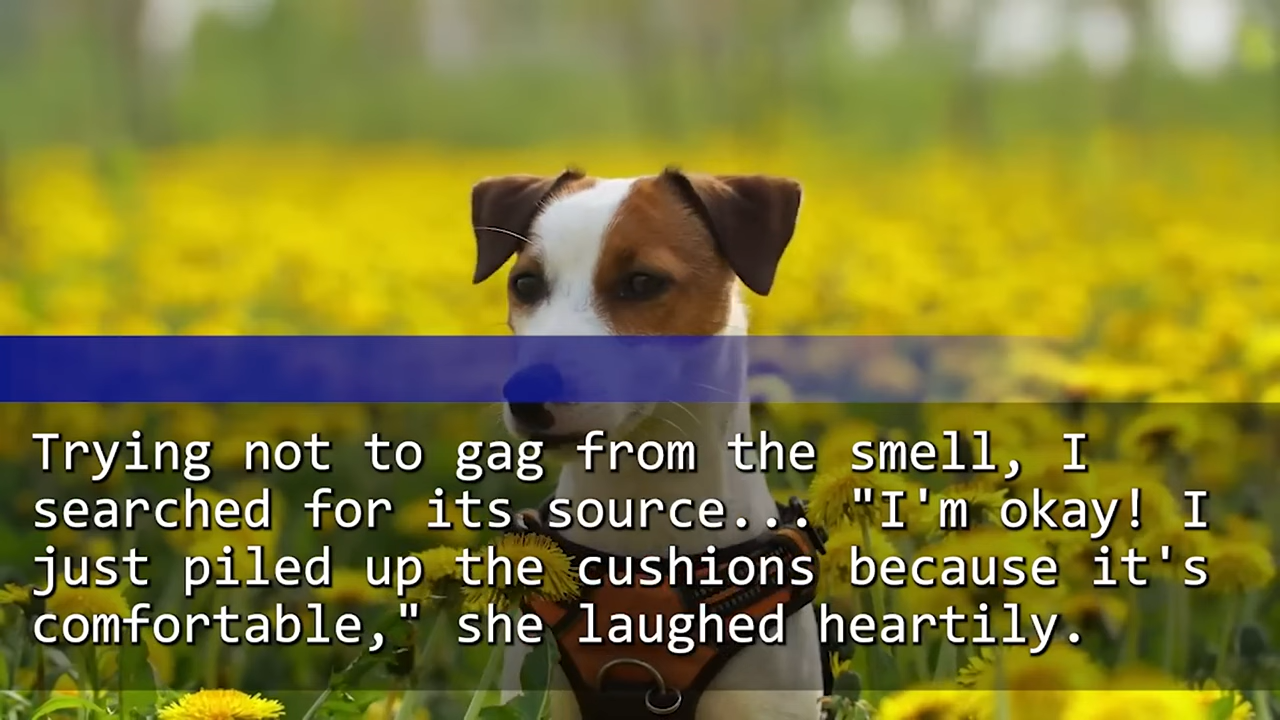 Trying not to gag from the smell, I
searched for its source... "I'm okay! I
just piled up the cushions because it's
comfortable," she laughed heartily.